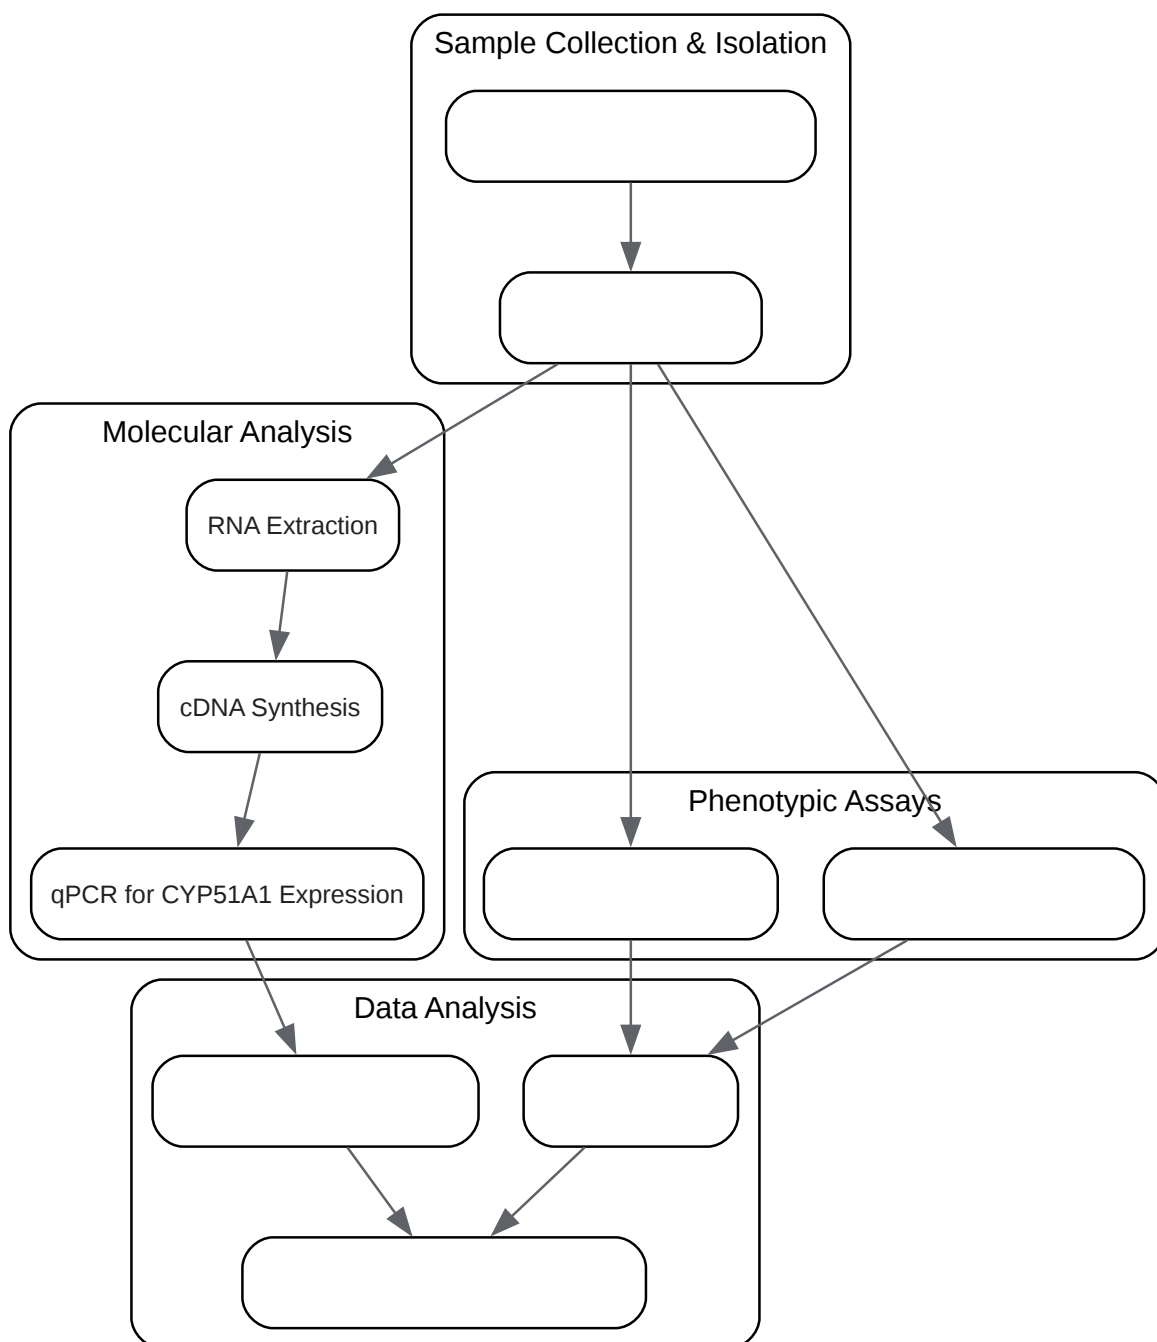 Sample Collection & Isolation
Molecular Analysis
RNA Extraction
cDNA Synthesis
Phenotypic Assays
qPCR for CYP51A1 Expression
Data Analysis